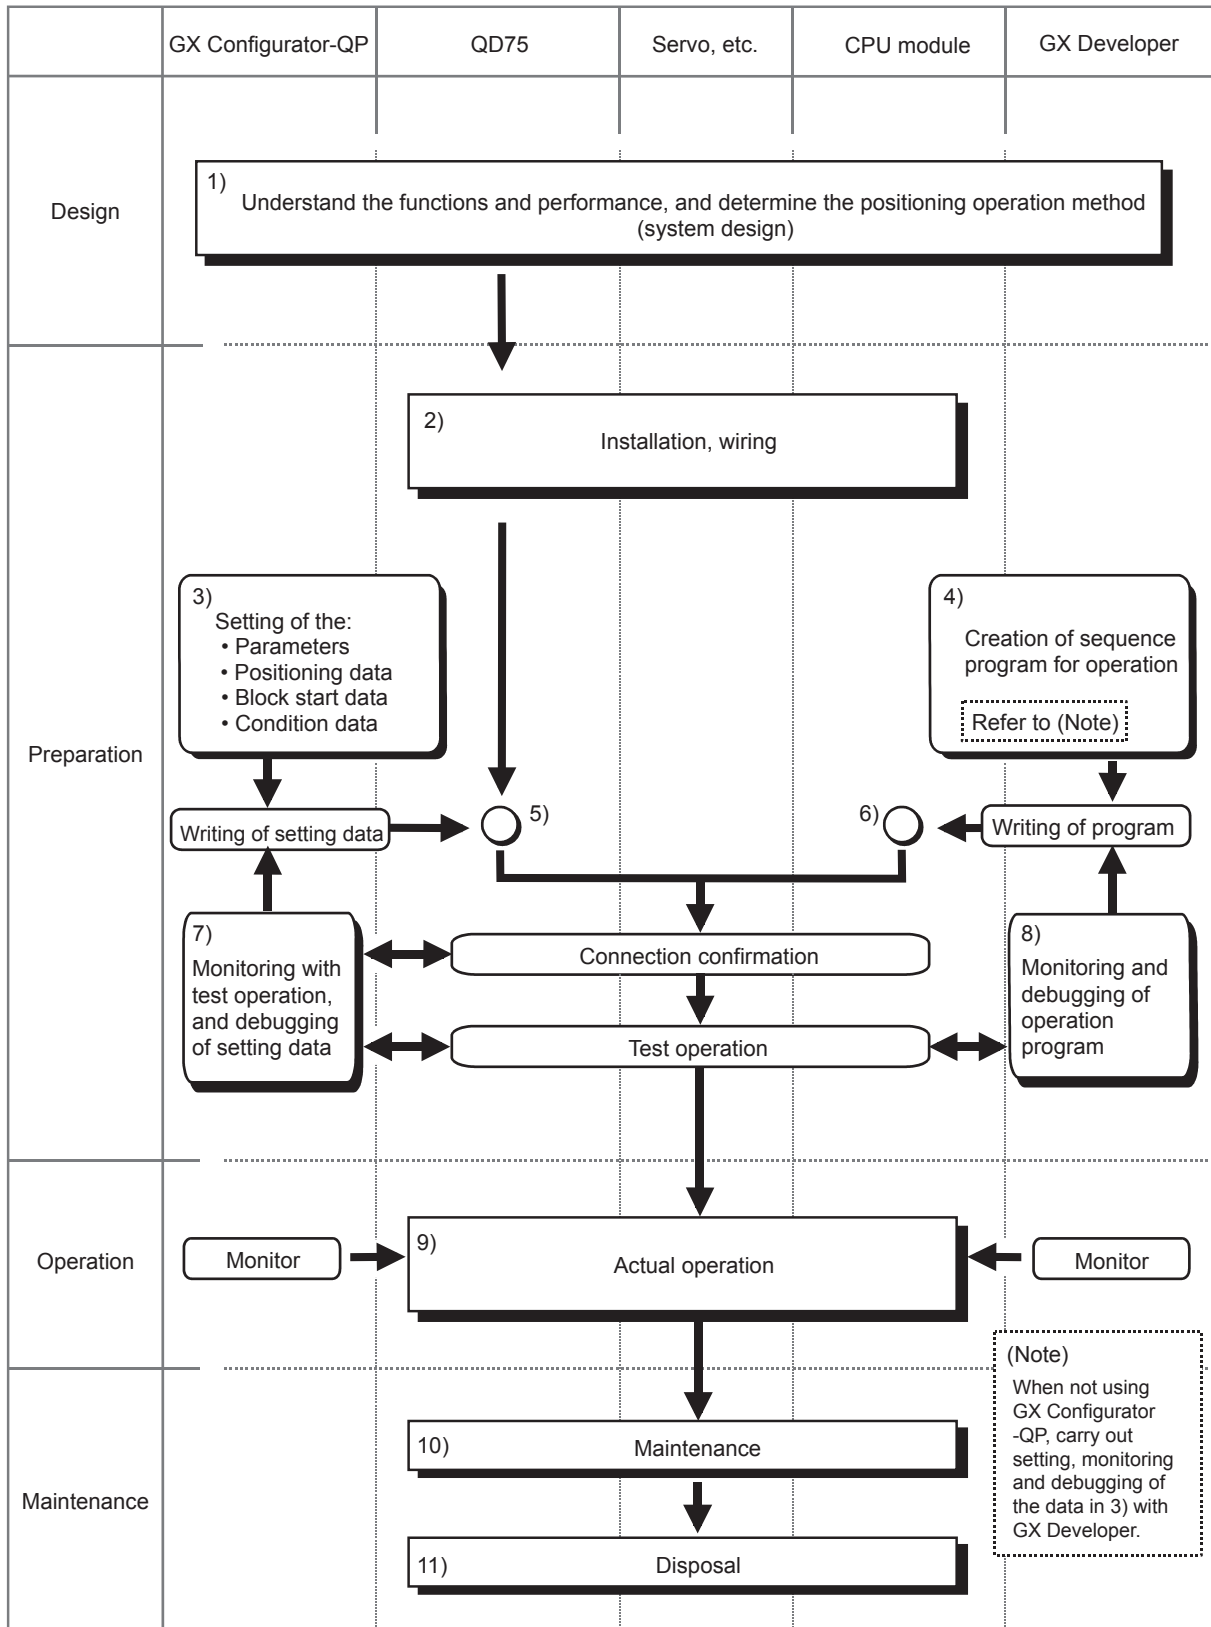 GX Configurator-QP
QD75
Servo, etc.
CPU module
GX Developer
Design
1)
Understand the functions and performance, and determine the positioning operation method
(system design)
Preparation
2)
Installation, wiring
3)
Setting of the:
• Parameters
• Positioning data
• Block start data
• Condition data
4)
Creation of sequence
program for operation
Refer to (Note)
Writing of setting data
5)
6)
Writing of program
7)
Monitoring with
test operation,
and debugging
of setting data
Connection confirmation
Test operation
8)
Monitoring and
debugging of
operation
program
Operation
Monitor
9)
Actual operation
Monitor
Maintenance
10)
Maintenance
11)
Disposal
(Note)
When not using
GX Configurator
-QP, carry out
setting, monitoring
and debugging of
the data in 3) with
GX Developer.